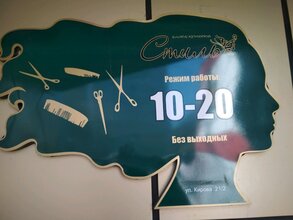 Стиль
Режим работы:
10-20
Без выходных
ул. Кирова 21/2